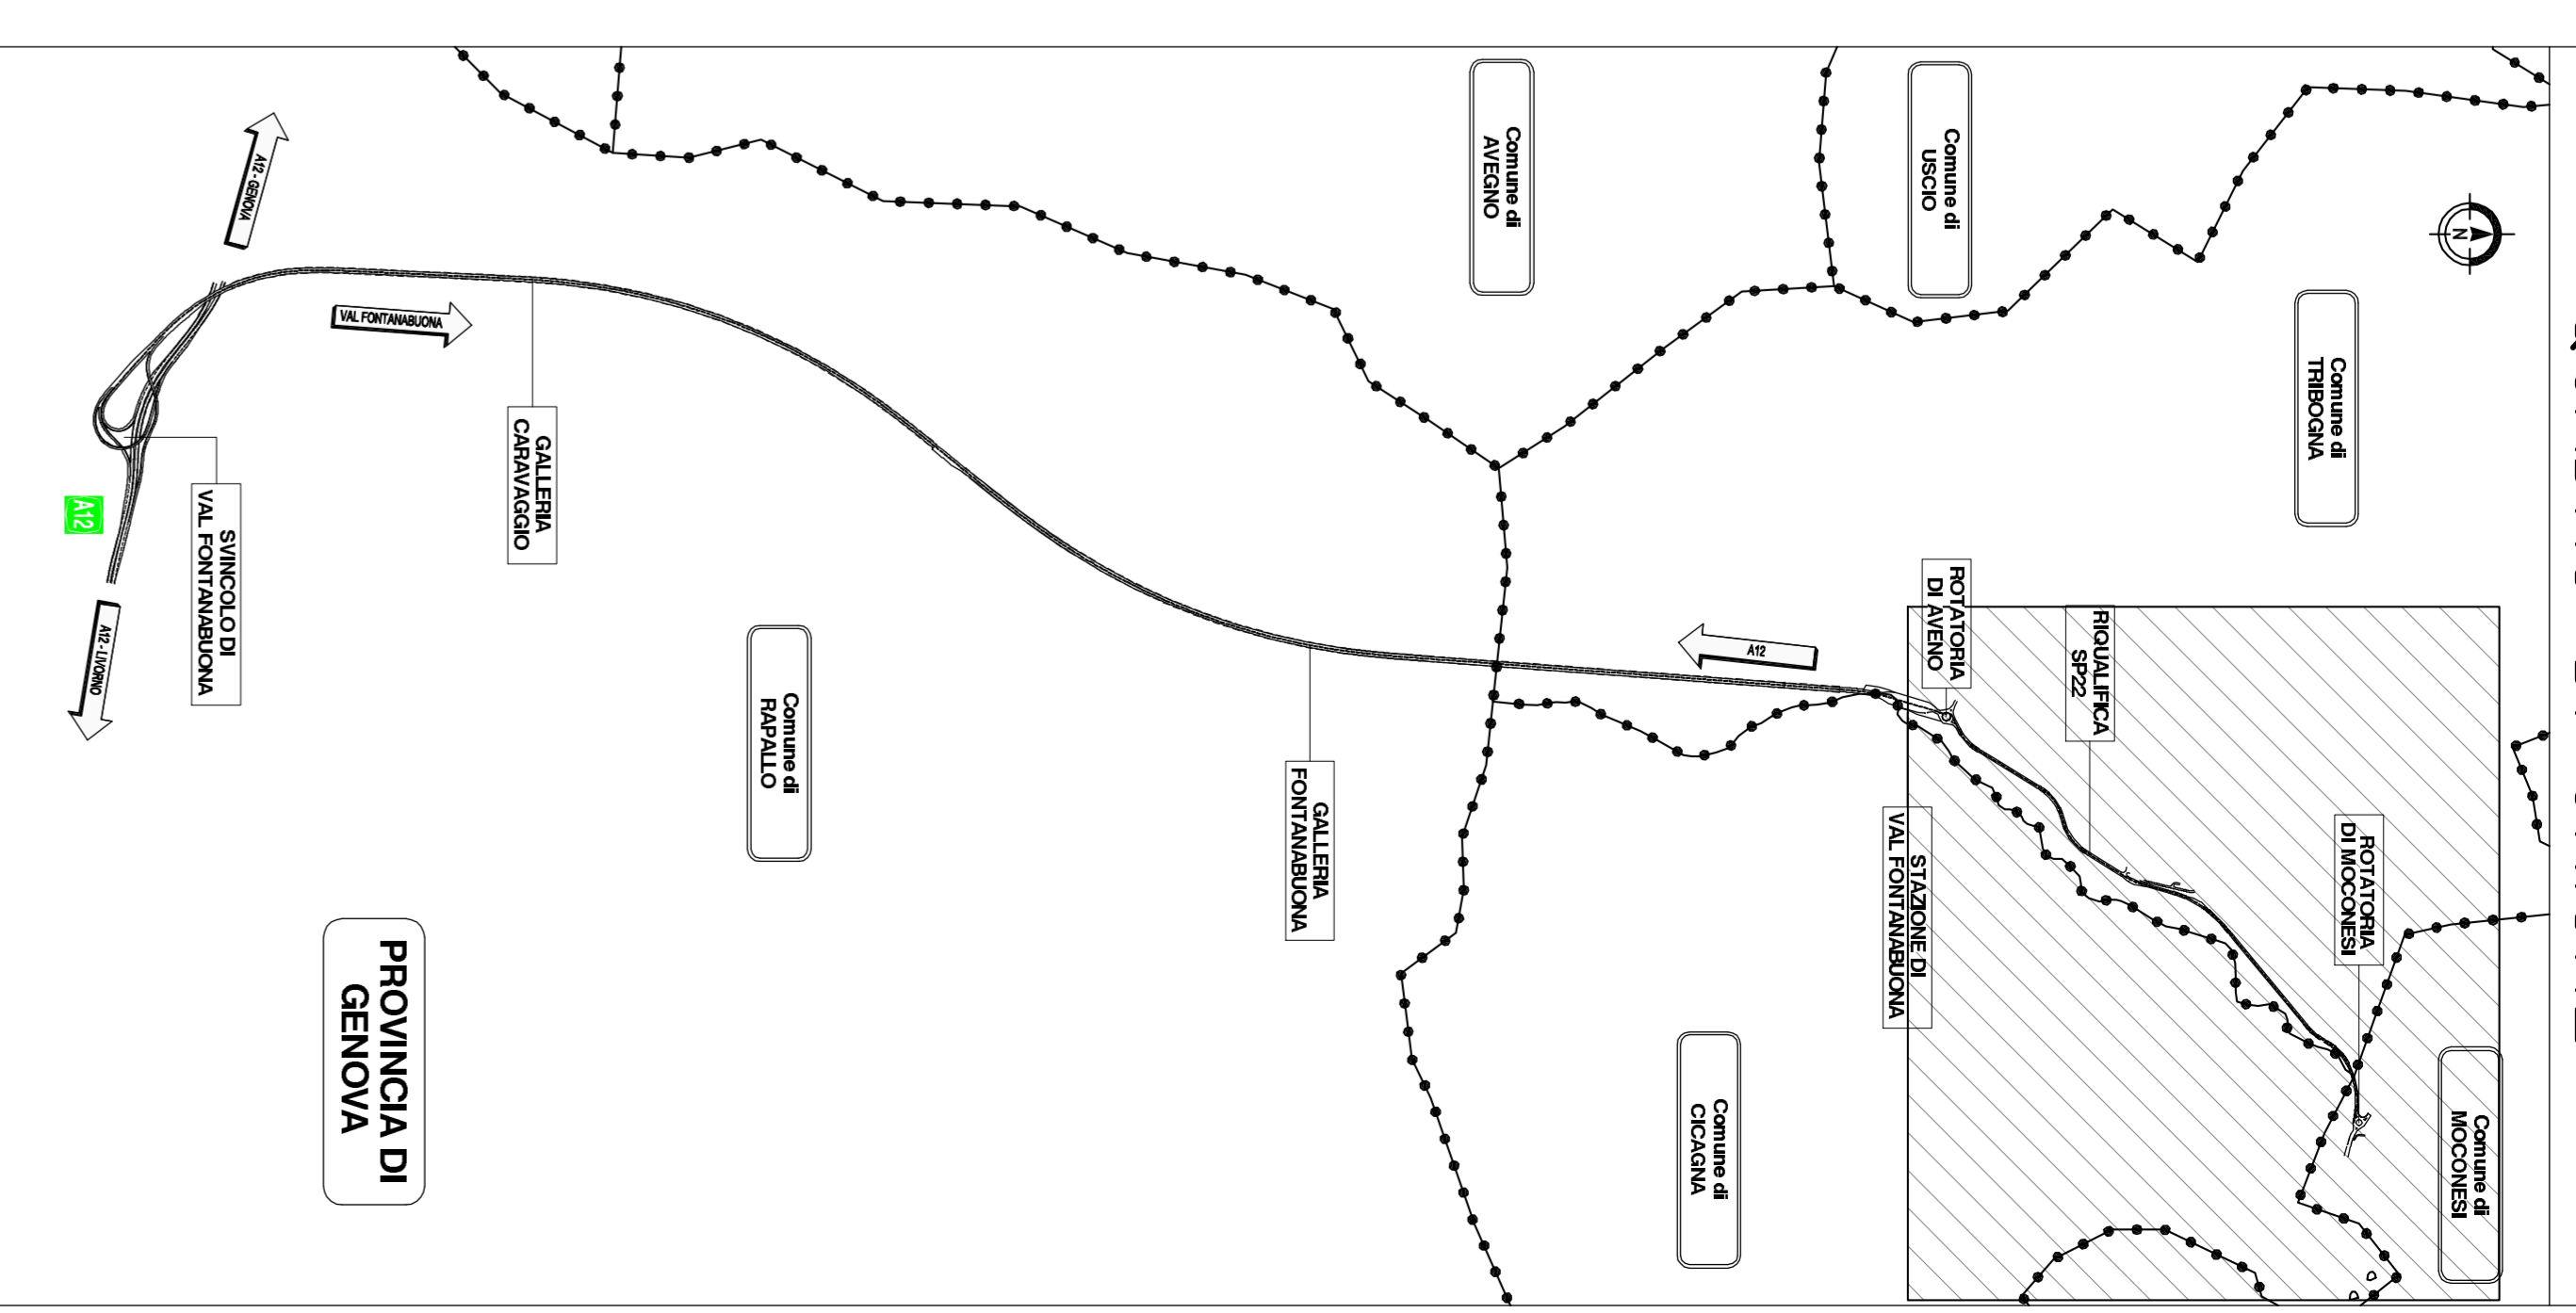 Comune di
MOCONESI
Comune di
TRIBOGNA
N
ROTATORIA
DI MOCONESI
RIQUALIFICA
SP22
Comune di
USCIO
ROTATORIA
DI AVENO
STAZIONE DI
VAL FONTANABUONA
A12
Comune di
CICAGNA
Comune di
AVEGNO
GALLERIA
FONTANABUONA
Comune di
RAPALLO
GALLERIA
CARAVAGGIO
VAL FONTANABUONA
PROVINCIA DI
GENOVA
A12 - GENOVA
SVINCOLO DI
VAL FONTANABUONA
A12
A12 - LIVORNO